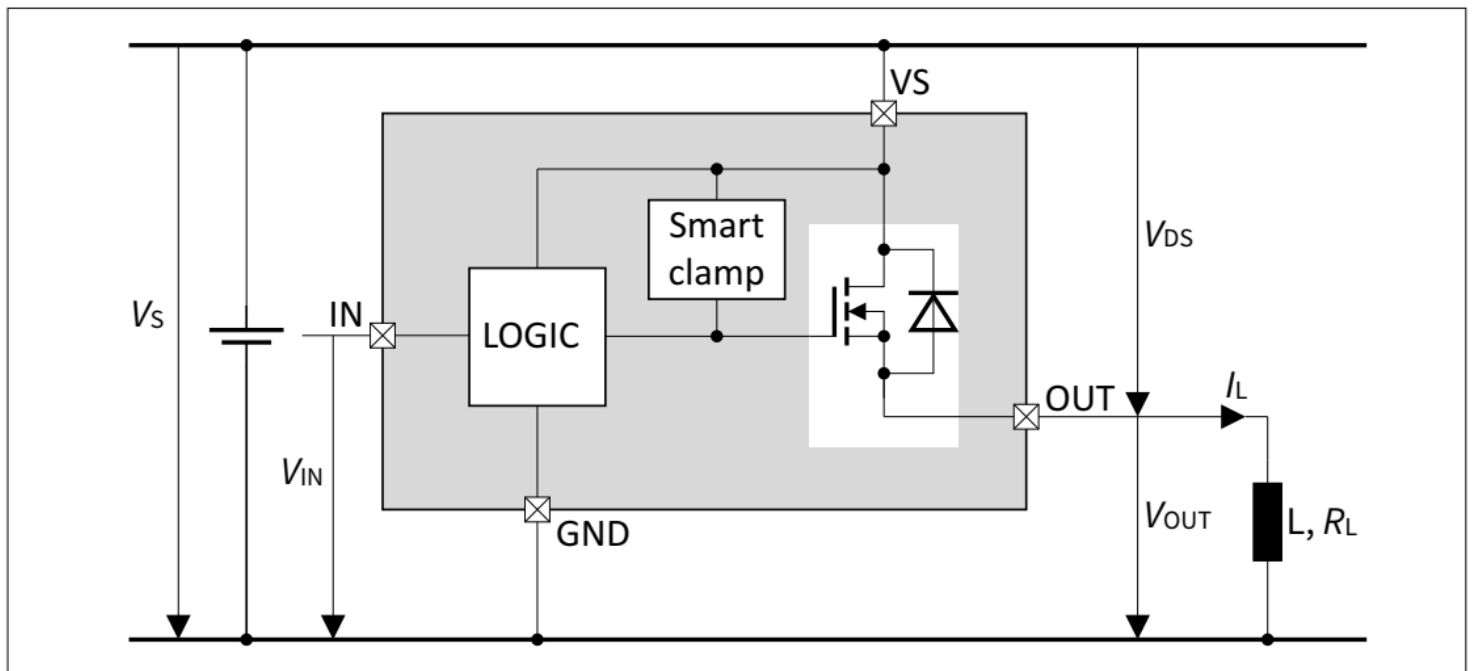 VS
Smart
clamp
VDS
VS
IN
LOGIC
OUT
IL
VIN
GND
VOUT
L, RL